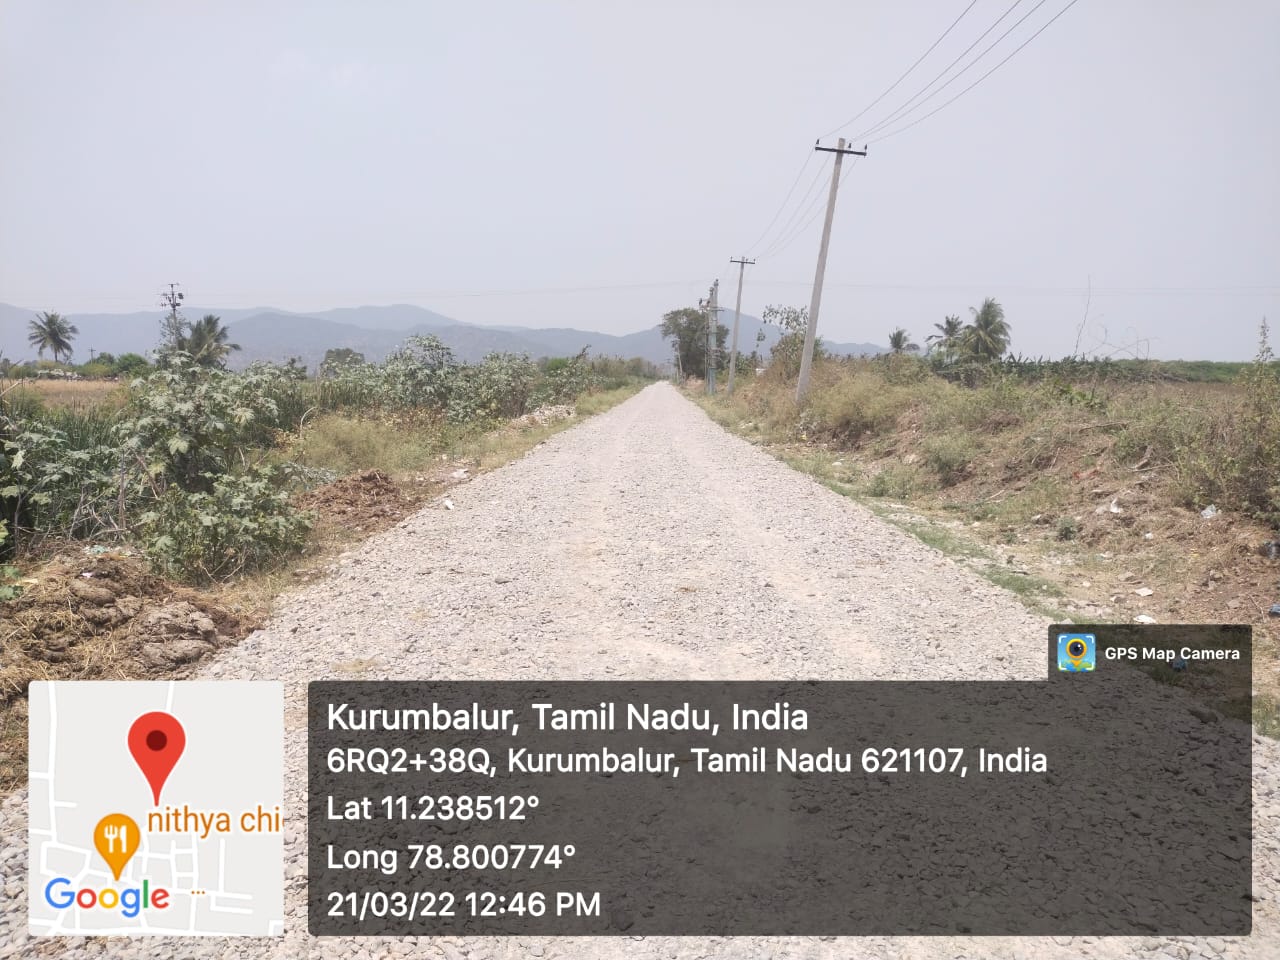 GPS Map Camera
Kurumbalur, Tamil Nadu, India
6RQ2+38Q, Kurumbalur, Tamil Nadu 621107, India
Lat 11.238512°
Long 78.800774°
21/03/22 12:46 PM
nithya chi
Google